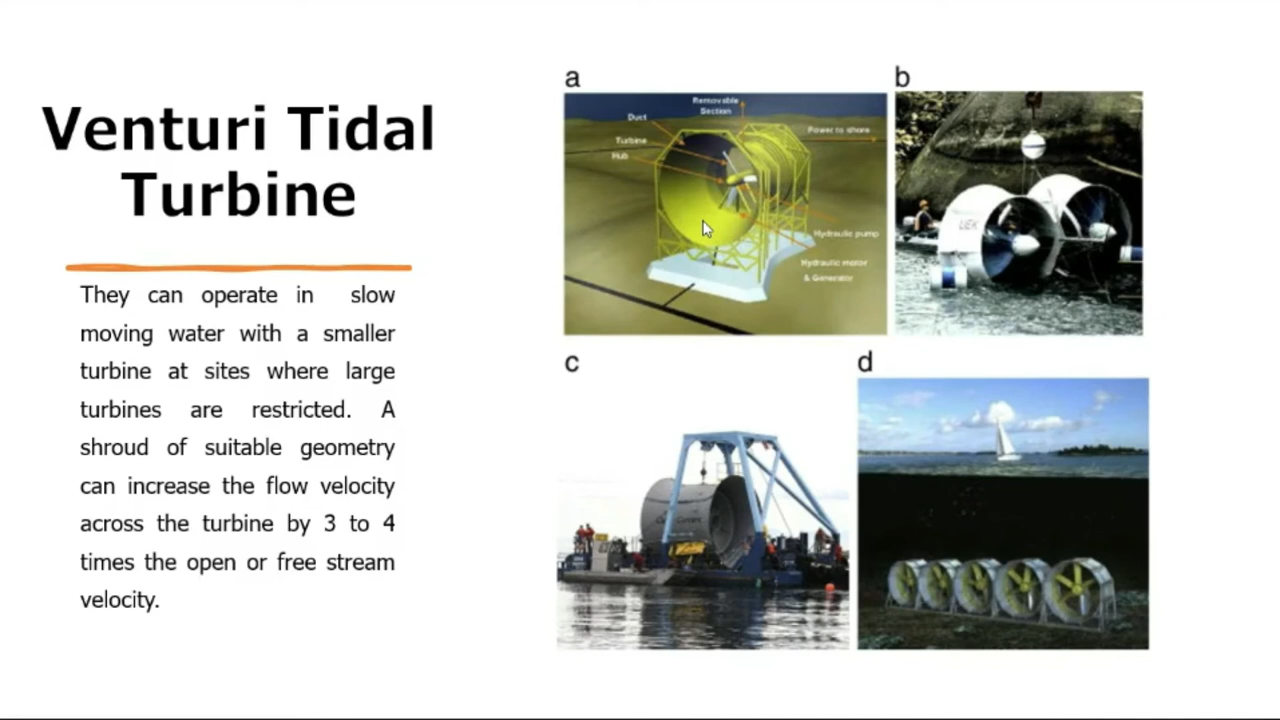 Venturi Tidal
Turbine
They can operate in slow
moving water with a smaller
turbine at sites where large
turbines are restricted. A
shroud of suitable geometry
can increase the flow velocity
across the turbine by 3 to 4
times the open or free stream
velocity.
a
Removable
Section
Duct
Power to shore
Turbine
Hub
Hydraulic pump
Hydraulic motor
& Generator
b
UEK
c
d